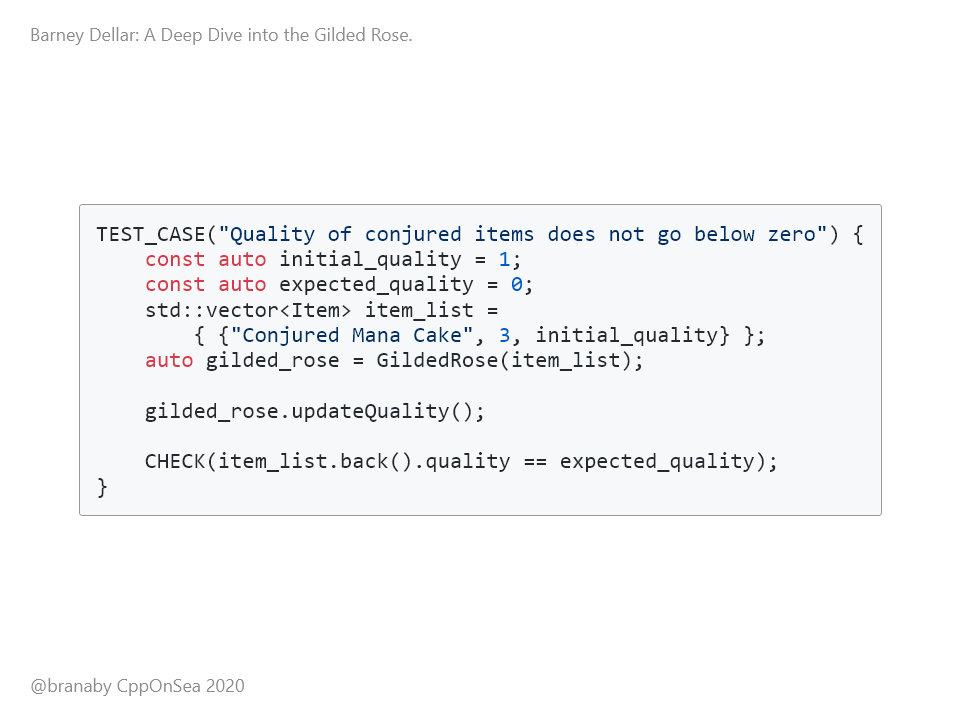 Barney Dellar: A Deep Dive into the Gilded Rose.
TEST_CASE("Quality of conjured items does not go below zero") {
    const auto initial_quality = 1;
    const auto expected_quality = 0;
    std::vector<Item> item_list =
        { {"Conjured Mana Cake", 3, initial_quality} };
    auto gilded_rose = GildedRose(item_list);
    gilded_rose.updateQuality();
    CHECK(item_list.back().quality == expected_quality);
}
@branaby CppOnSea 2020